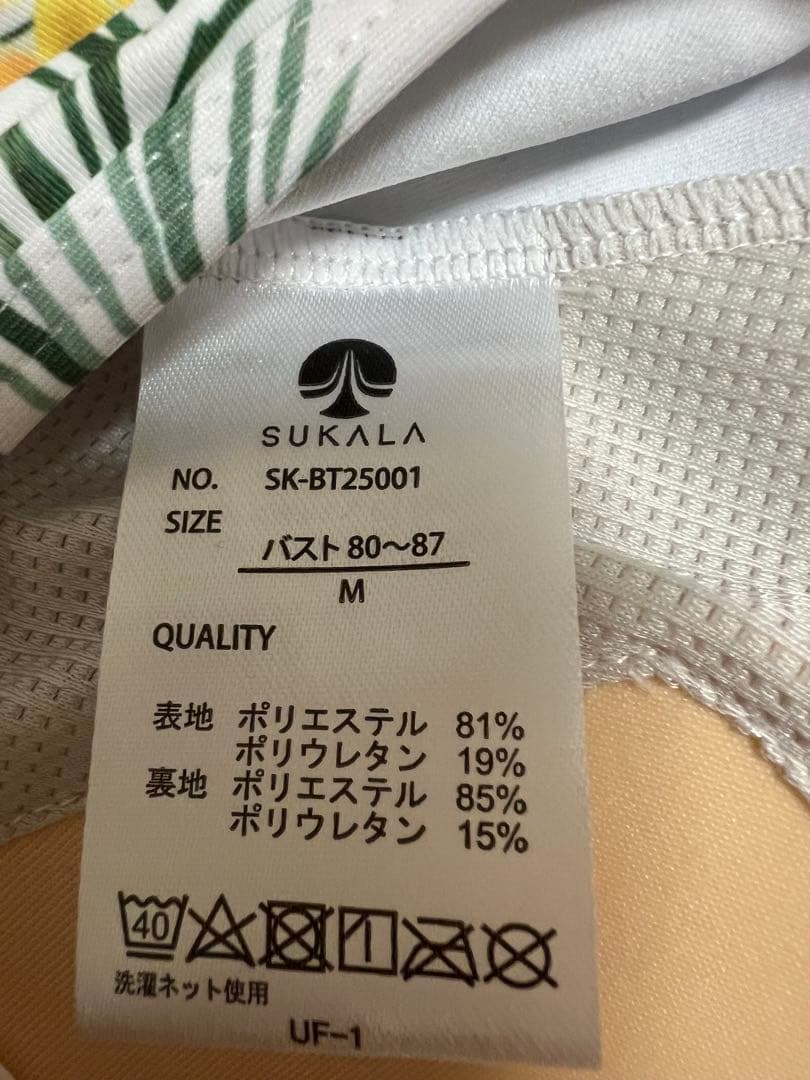 SUKALA
NO. SK-BT25001
SIZE
バスト 80～87
M
QUALITY
表地 ポリエステル 81%
ポリウレタン 19%
裏地 ポリエステル 85%
ポリウレタン 15%
40
洗濯ネット使用
UF-1